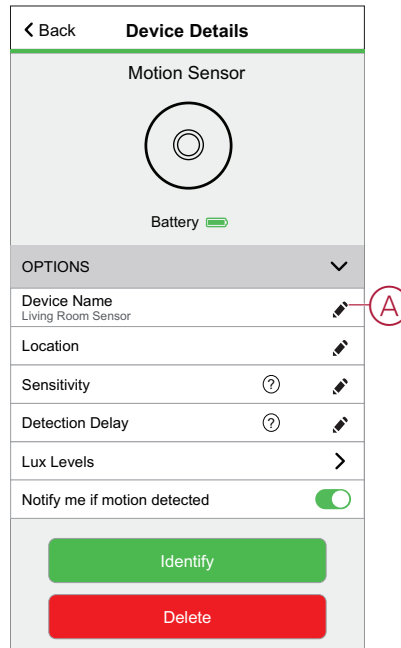 Back Device Details
Motion Sensor
Battery
OPTIONS
Device Name
Living Room Sensor
A
Location
Sensitivity ?
Detection Delay ?
Lux Levels
Notify me if motion detected
Identify
Delete